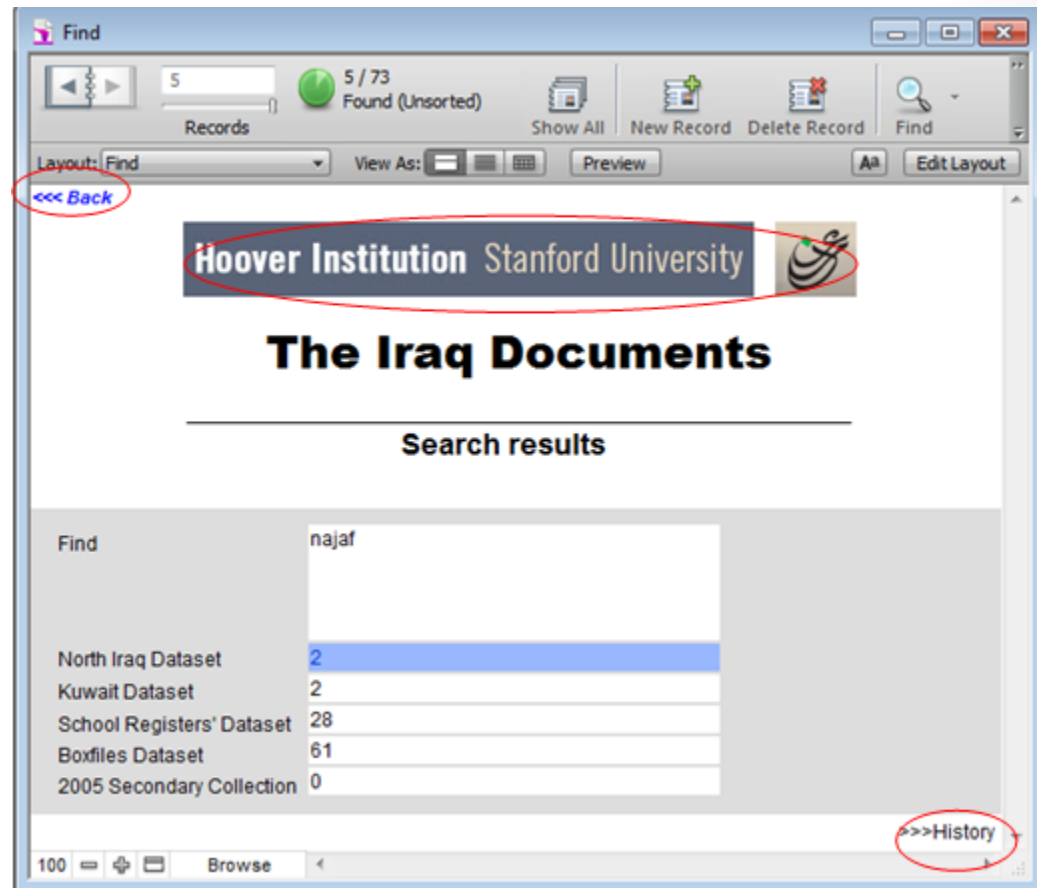 Find
5
5 / 73
Found (Unsorted)
Records
Show All
New Record
Delete Record
Find
Layout: Find
View As:
Preview
Aa
Edit Layout
<<< Back
Hoover Institution Stanford University
The Iraq Documents
Search results
Find najaf
North Iraq Dataset 2
Kuwait Dataset 2
School Registers' Dataset 28
Boxfiles Dataset 61
2005 Secondary Collection 0
>>>History
100
Browse